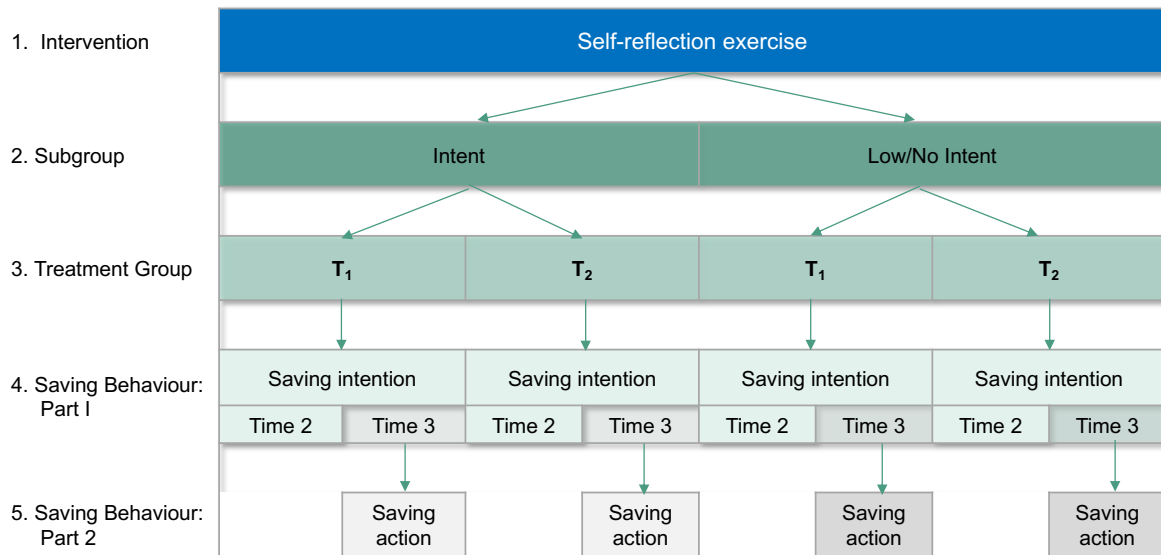 1. Intervention
Self-reflection exercise
2. Subgroup
Intent
Low/No Intent
3. Treatment Group
T1
T2
T1
T2
4. Saving Behaviour:
Part I
Saving intention
Saving intention
Saving intention
Saving intention
Time 2
Time 3
Time 2
Time 3
Time 2
Time 3
Time 2
Time 3
5. Saving Behaviour:
Part 2
Saving
action
Saving
action
Saving
action
Saving
action